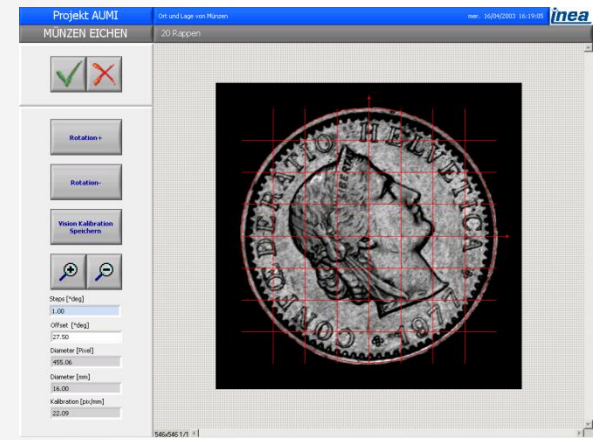 Projekt AUMI
Ort und Lage von Münzen
mer. 16/04/2003 16:19:05
inea
MÜNZEN EICHEN
20 Rappen
Rotation+
Rotation-
Vision Kalibration
Speichern
Steps [°deg]
1.00
Offset [°deg]
27.50
Diameter [Pixel]
455.06
Diameter [mm]
16.00
Kalibration [pix/mm]
22.09
CONFŒDERATIO HELVETICA
1977
546x546 1/1